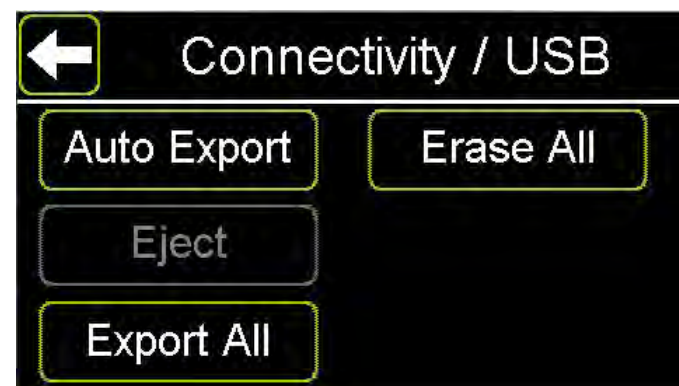 Connectivity / USB
Auto Export
Erase All
Eject
Export All